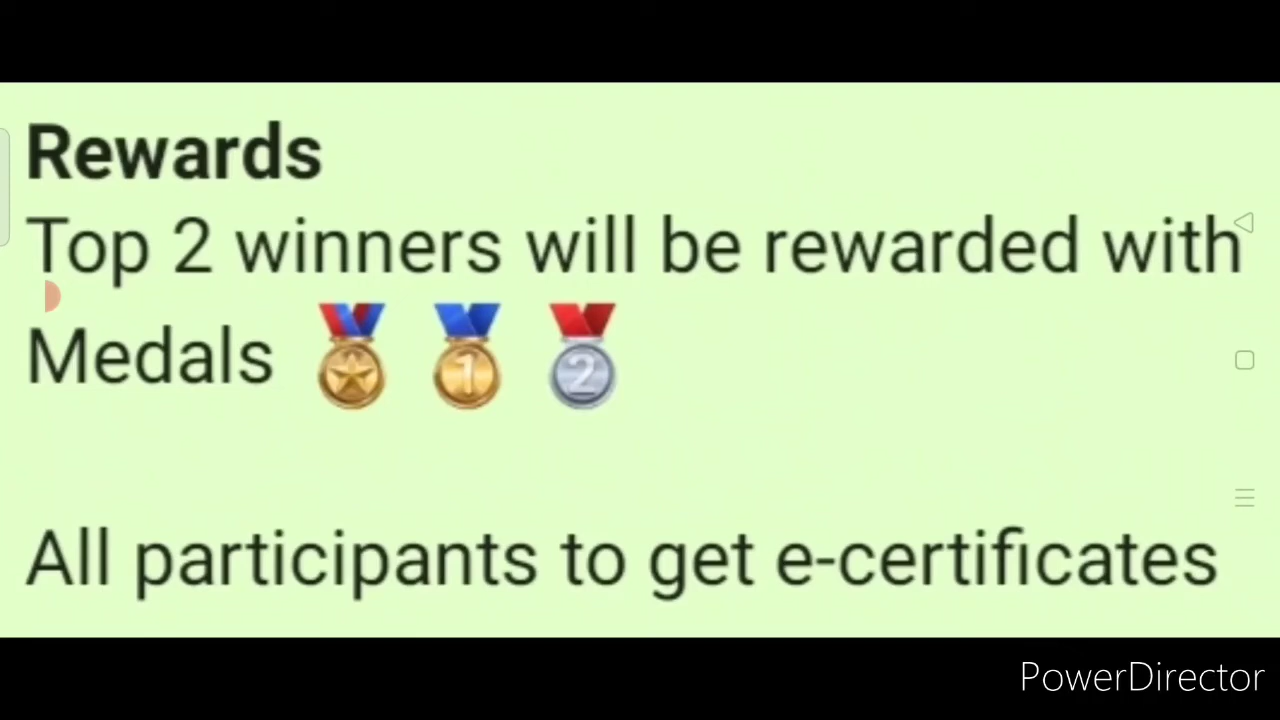 Rewards
Top 2 winners will be rewarded with
Medals 🎖️ 🥇 🥈
All participants to get e-certificates
PowerDirector